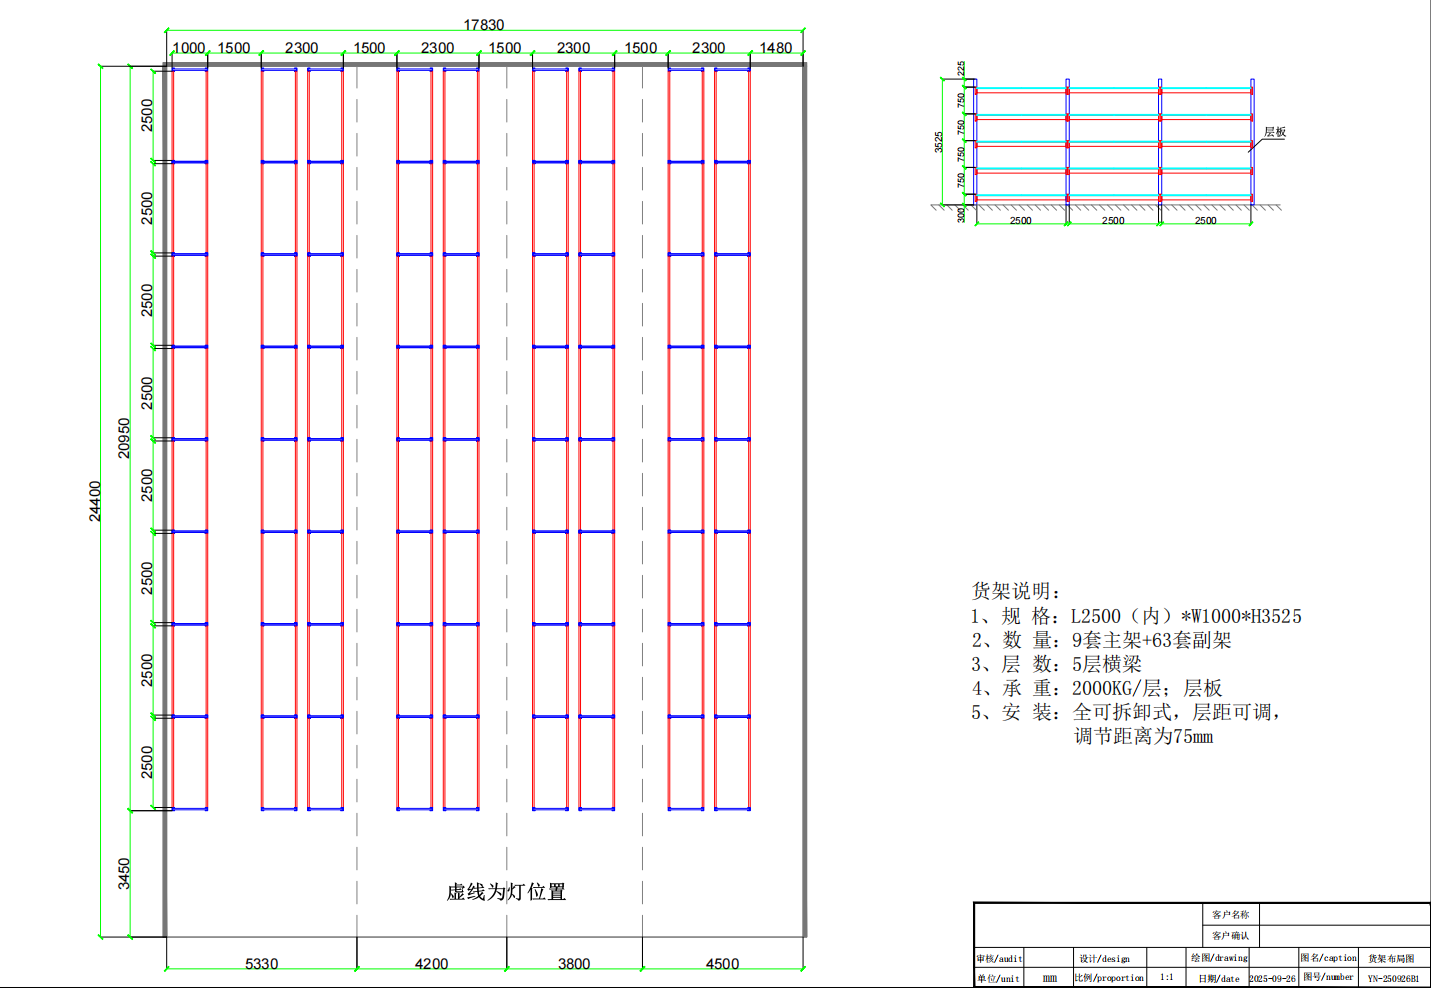 17830
1000 1500 2300 1500 2300 1500 2300 1500 2300 1480
2500
2500
2500
2500
2500
2500
2500
2500
20950
24400
3450
虚线为灯位置
5330 4200 3800 4500
225
750
750
750
750
300
3525
层板
2500 2500 2500
货架说明：
1、规 格：L2500（内）*W1000*H3525
2、数 量：9套主架+63套副架
3、层 数：5层横梁
4、承 重：2000KG/层；层板
5、安 装：全可拆卸式，层距可调，
调节距离为75mm
客户名称
客户确认
审核/audit 设计/design 绘图/drawing 图名/caption 货架布局图
单位/unit mm 比例/proportion 1:1 日期/date 2025-09-26 图号/number YN-250926B1